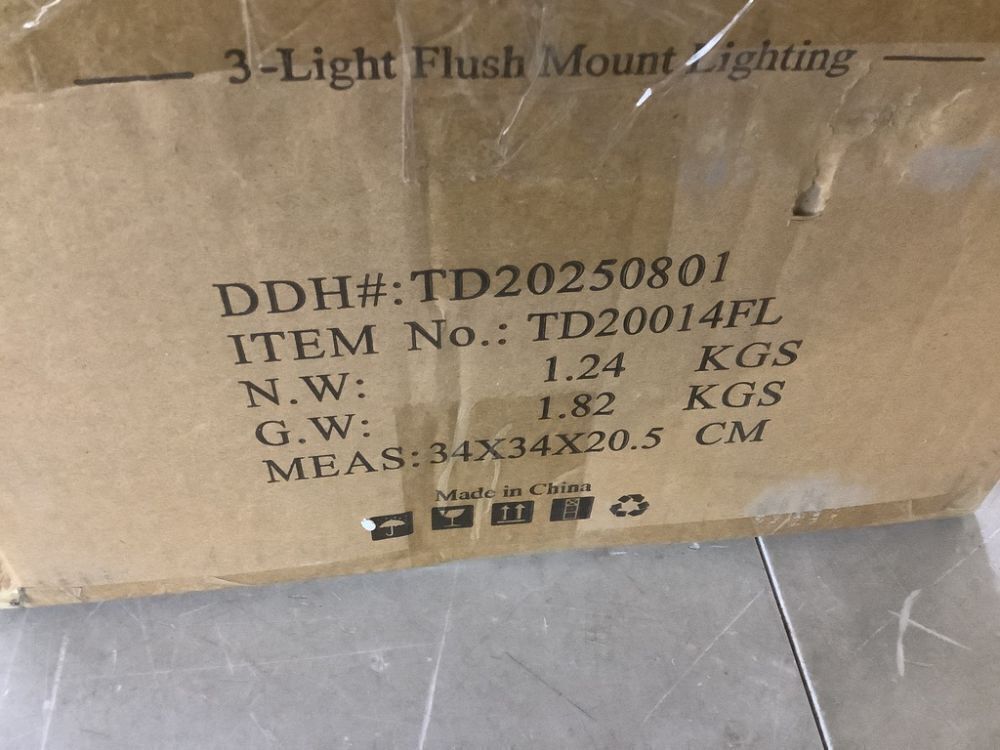 3-Light Flush Mount Lighting
DDH#:TD20250801
ITEM No.: TD20014FL
N.W: 1.24 KGS
G.W: 1.82 KGS
MEAS:34X34X20.5 CM
Made in China